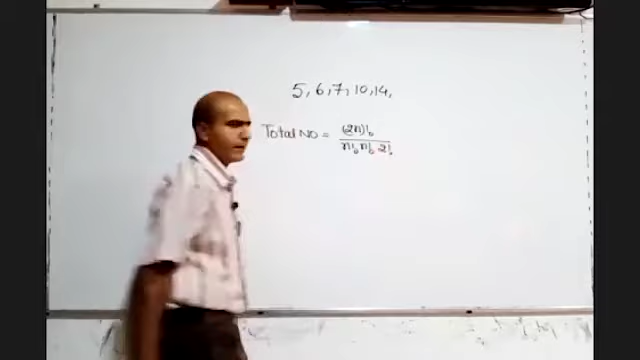 5, 6, 7, 10, 14,
Total No = (2n)! / n! n! 2!